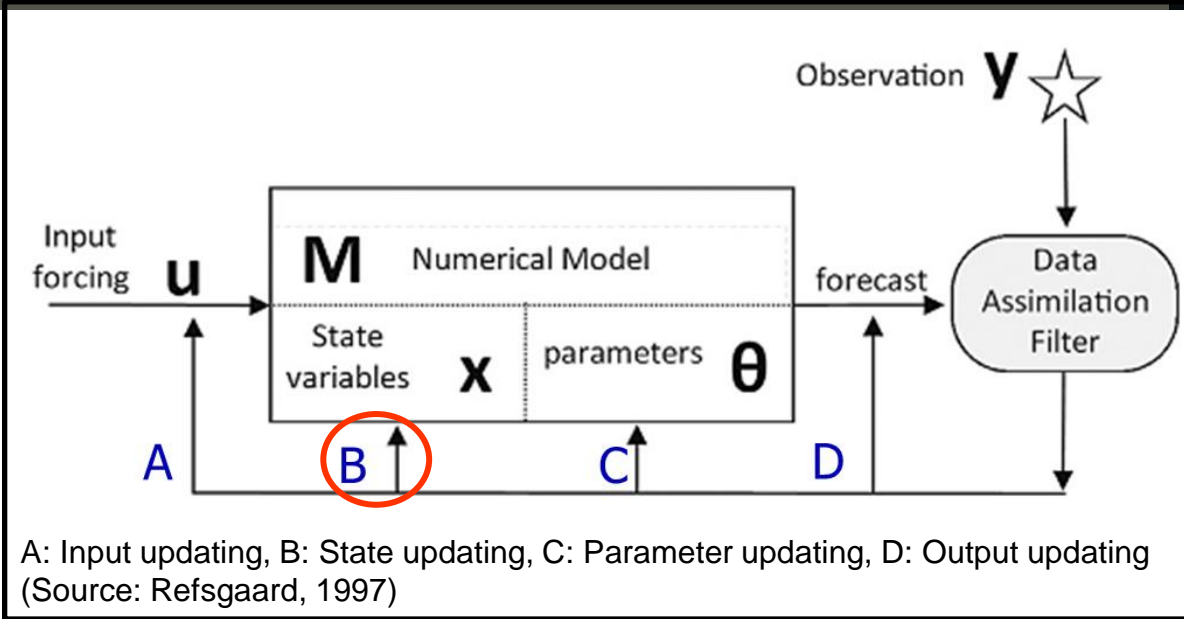 Observation y
Input
forcing u
M Numerical Model
State
variables x
parameters θ
forecast
Data
Assimilation
Filter
A
B
C
D
A: Input updating, B: State updating, C: Parameter updating, D: Output updating
(Source: Refsgaard, 1997)